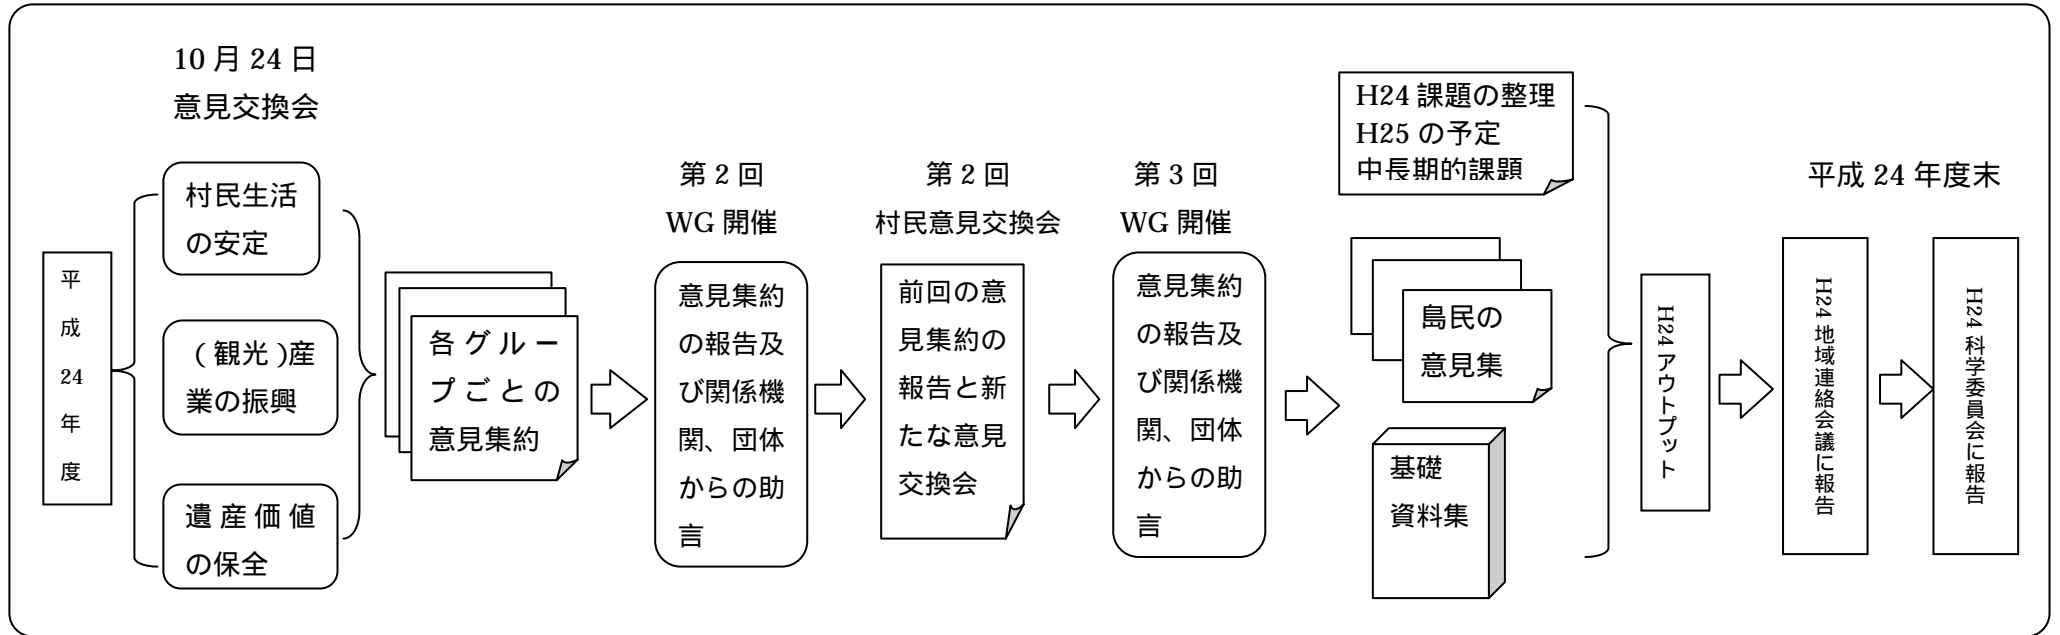 平成24年度
10月24日
意見交換会
村民生活
の安定
(観光)産
業の振興
遺産価値
の保全
各グルー
プごとの
意見集約
第2回
WG開催
意見集約
の報告及
び関係機
関、団体
からの助
言
第2回
村民意見交換会
前回の意
見集約の
報告と新
たな意見
交換会
第3回
WG開催
意見集約
の報告及
び関係機
関、団体
からの助
言
H24課題の整理
H25の予定
中長期的課題
島民の
意見集
基礎
資料集
H24アウトプット
平成24年度末
H24地域連絡会議に報告
H24科学委員会に報告